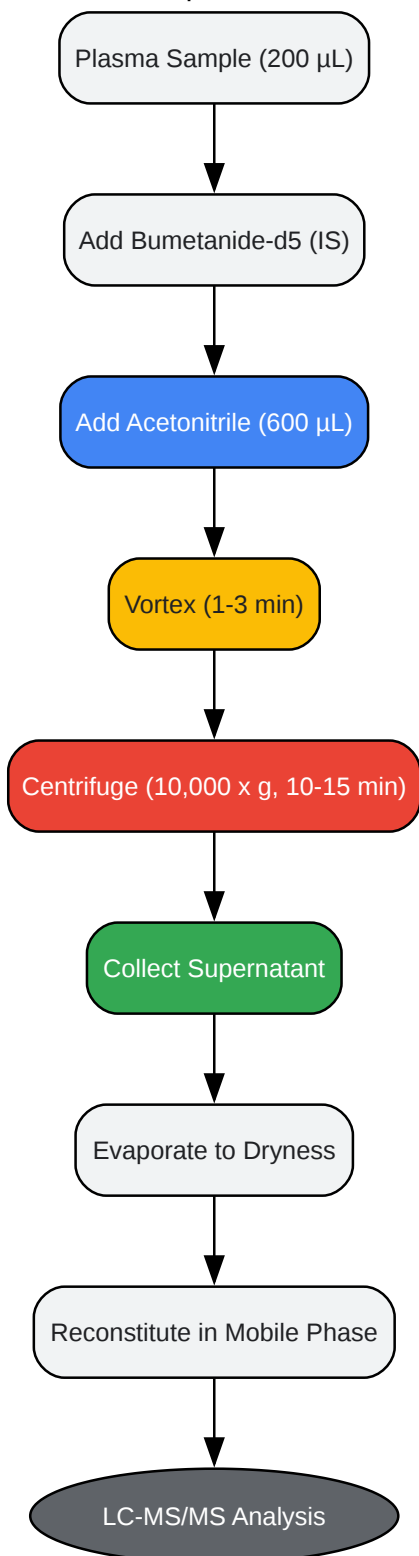 Plasma Sample (200 µL)
Add Bumetanide-d5 (IS)
Add Acetonitrile (600 µL)
Vortex (1-3 min)
Centrifuge (10,000 x g, 10-15 min)
Collect Supernatant
Evaporate to Dryness
Reconstitute in Mobile Phase
LC-MS/MS Analysis